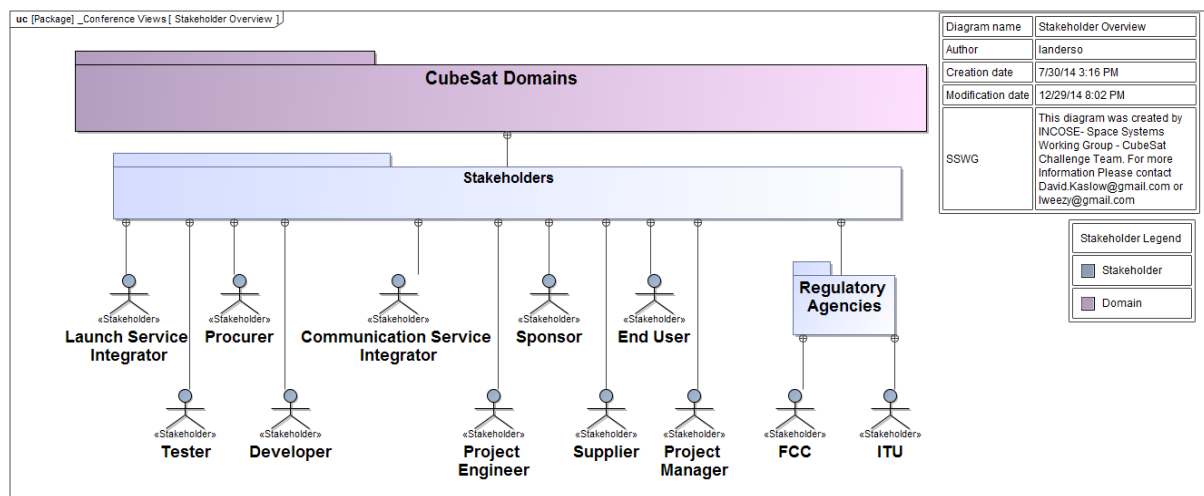 uc [Package] _Conference Views [ Stakeholder Overview ]
Diagram name Stakeholder Overview
Author landerso
Creation date 7/30/14 3:16 PM
Modification date 12/29/14 8:02 PM
SSWG
This diagram was created by
INCOSE- Space Systems
Working Group - CubeSat
Challenge Team. For more
Information Please contact
David.Kaslow@gmail.com or
lweezy@gmail.com
CubeSat Domains
Stakeholders
Stakeholder Legend
Stakeholder
Domain
Regulatory
Agencies
«Stakeholder»
Launch Service
Integrator
«Stakeholder»
Procurer
«Stakeholder»
Communication Service
Integrator
«Stakeholder»
Sponsor
«Stakeholder»
End User
«Stakeholder»
Tester
«Stakeholder»
Developer
«Stakeholder»
Project
Engineer
«Stakeholder»
Supplier
«Stakeholder»
Project
Manager
«Stakeholder»
FCC
«Stakeholder»
ITU